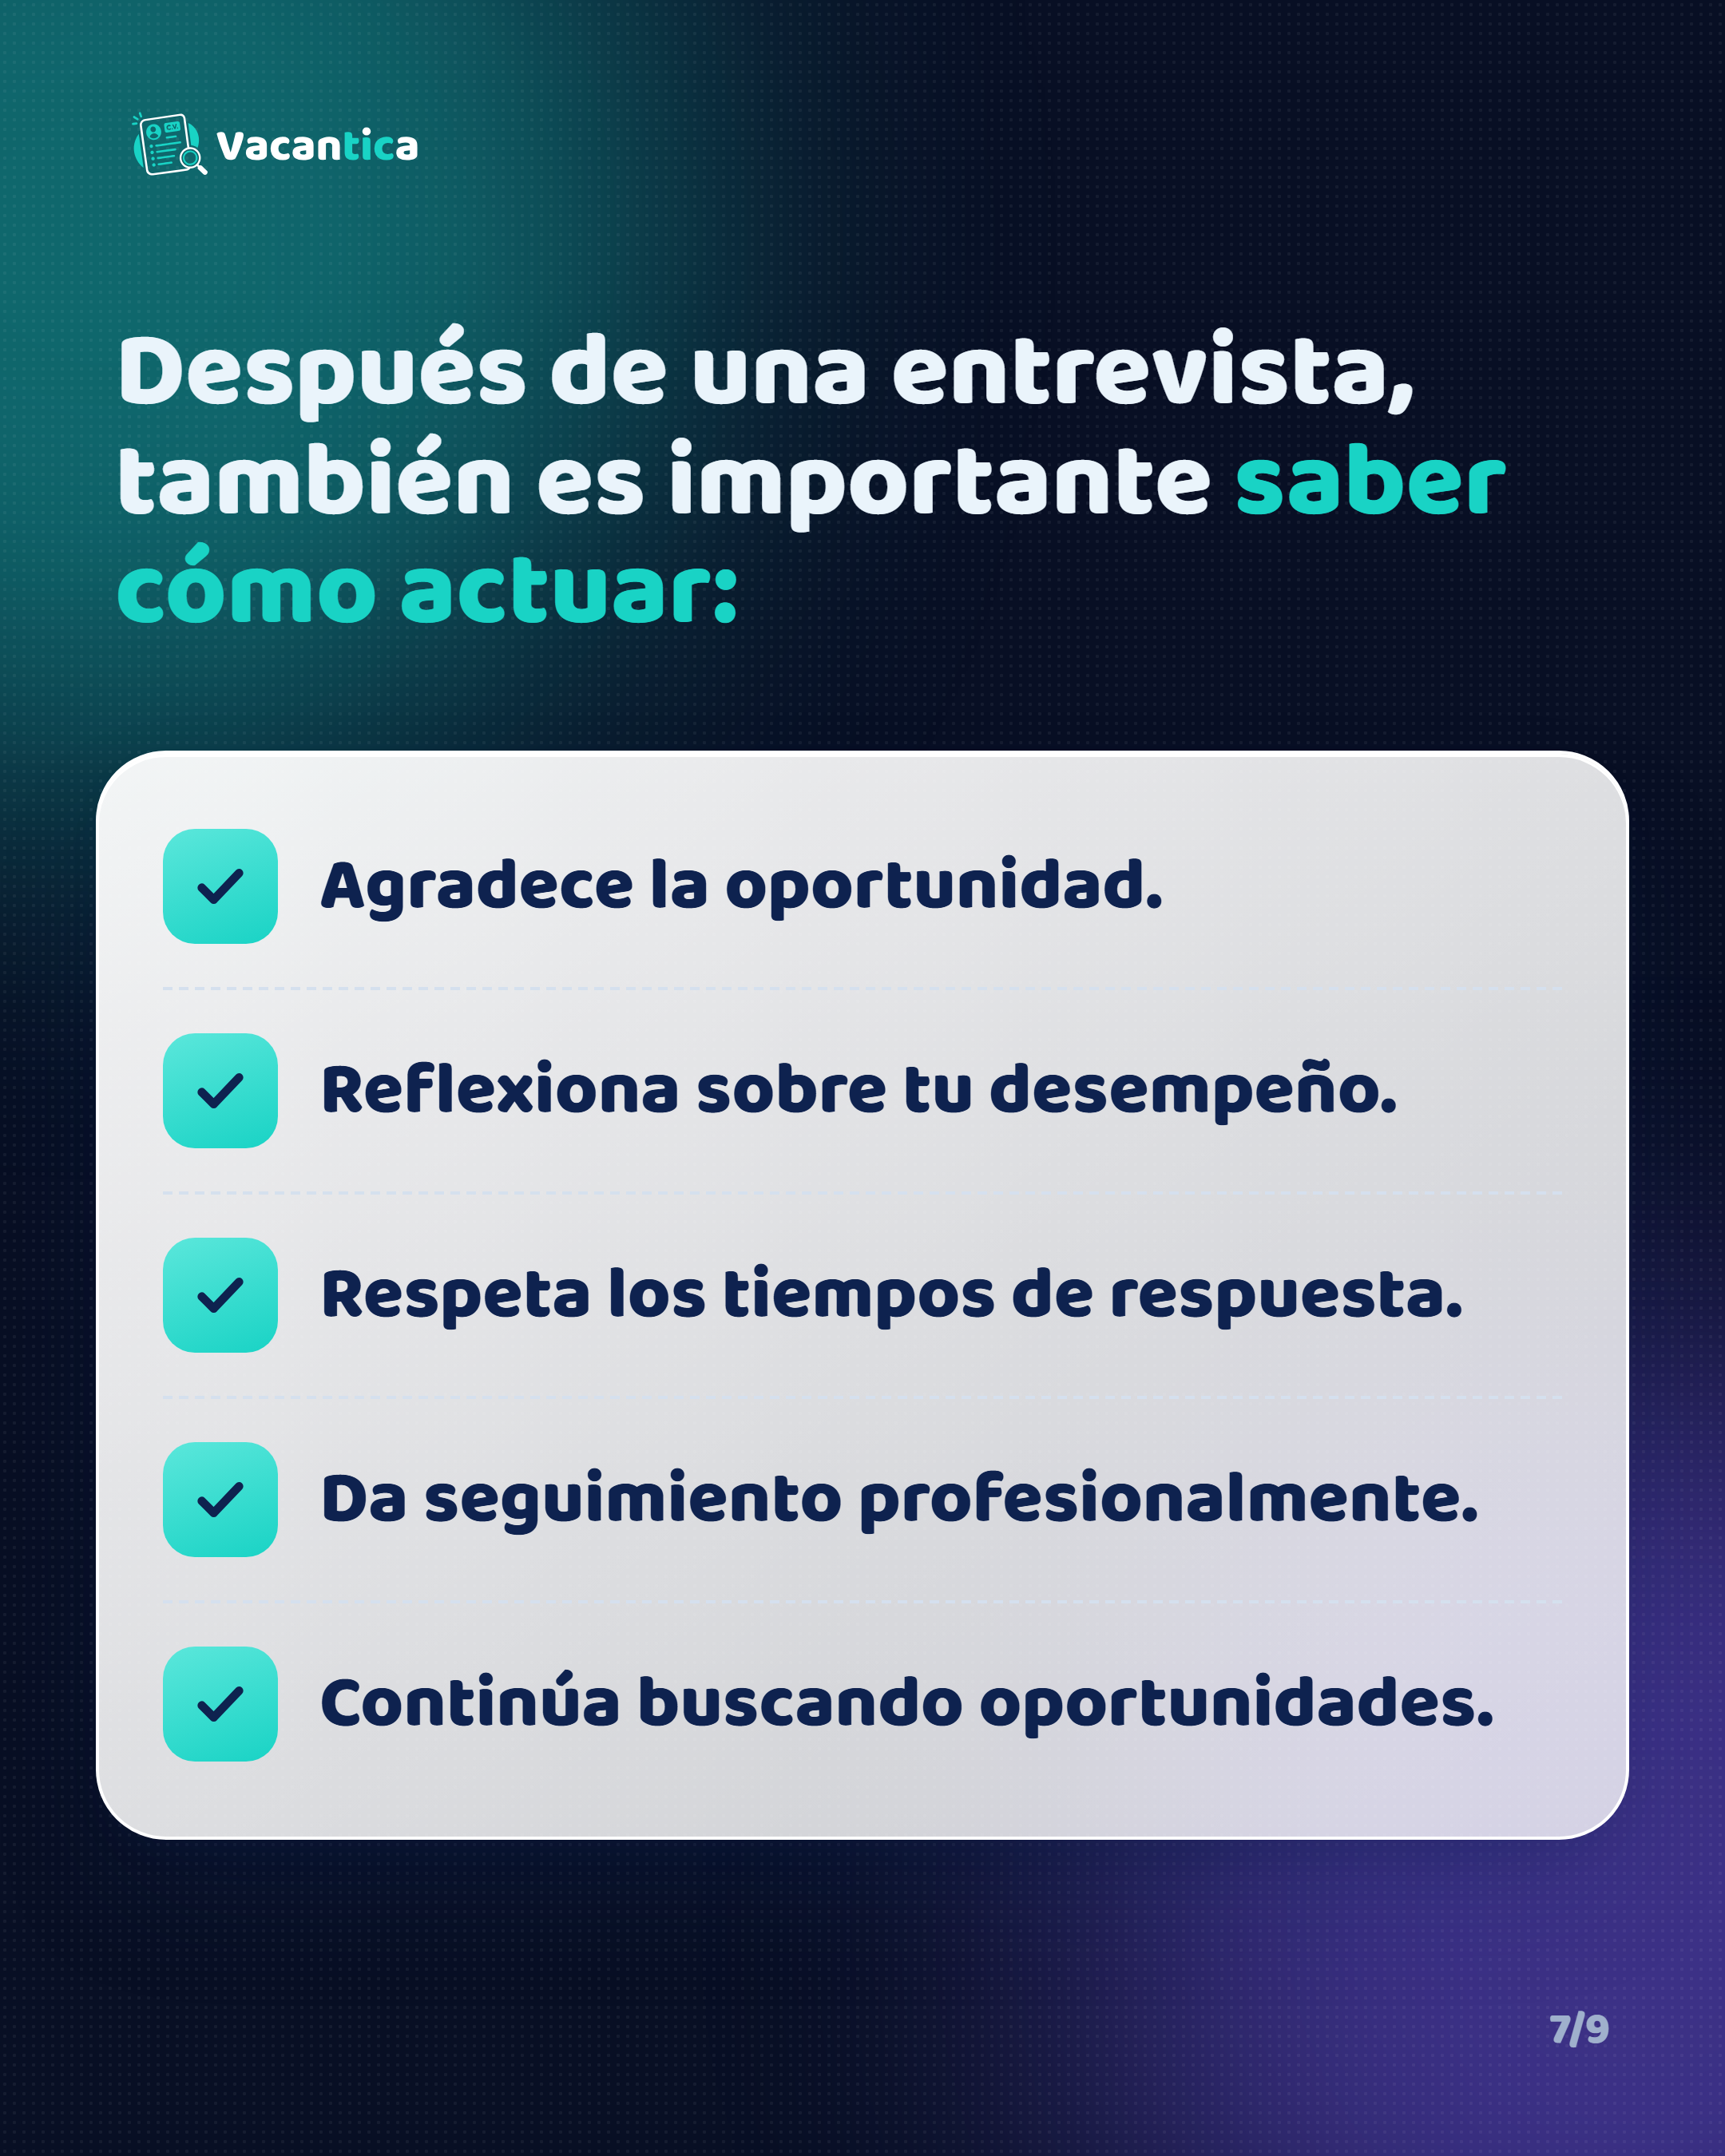 C.V.
Vacantica
Después de una entrevista,
también es importante saber
cómo actuar:
Agradece la oportunidad.
Reflexiona sobre tu desempeño.
Respeta los tiempos de respuesta.
Da seguimiento profesionalmente.
Continúa buscando oportunidades.
7/9